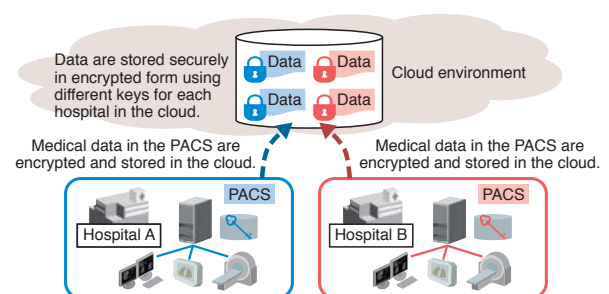 Data are stored securely
in encrypted form using
different keys for each
hospital in the cloud.
Data Data
Data Data
Cloud environment
Medical data in the PACS are
encrypted and stored in the cloud.
Medical data in the PACS are
encrypted and stored in the cloud.
PACS
Hospital A
PACS
Hospital B